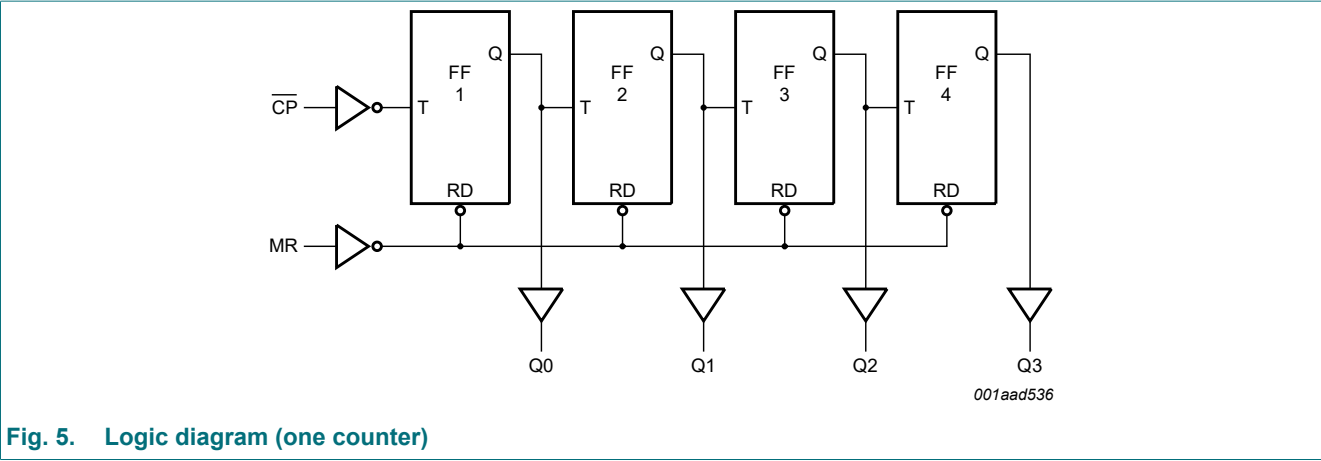 Q Q Q Q
FF FF FF FF
1 2 3 4
C̅P̅ T T T T
RD RD RD RD
MR
Q0 Q1 Q2 Q3
001aad536
Fig. 5. Logic diagram (one counter)